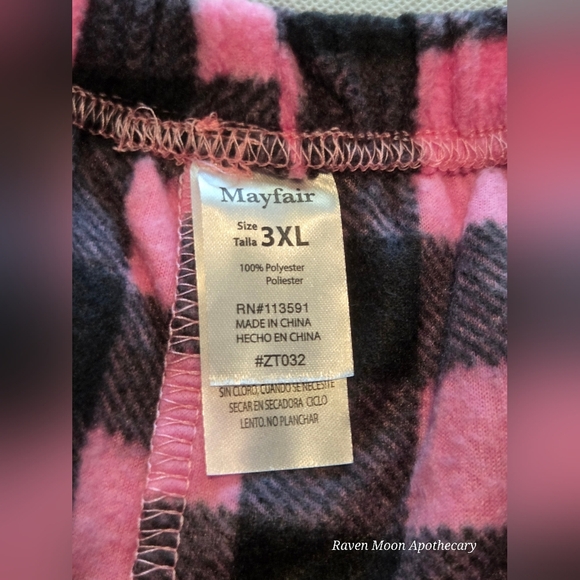 Mayfair
Size
Talla 3XL
100% Polyester
Poliester
RN#113591
MADE IN CHINA
HECHO EN CHINA
#ZT032
SIN CLORO, CUANDO SE NECESITE
SECAR EN SECADORA CICLO
LENTO. NO PLANCHAR
Raven Moon Apothecary